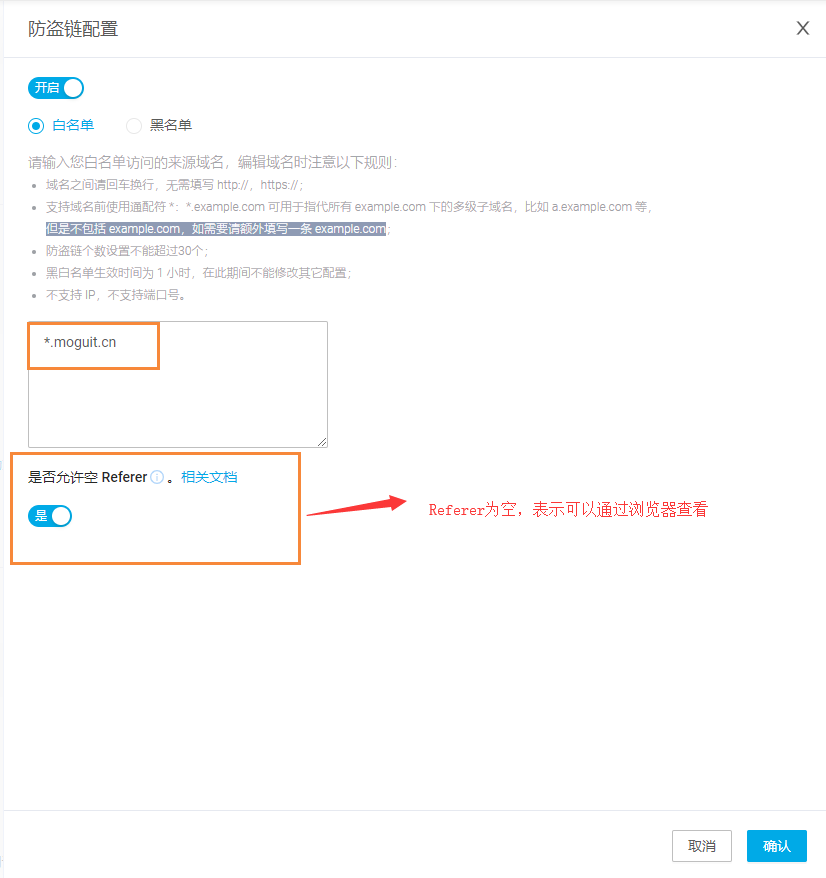 防盗链配置
开启
白名单 黑名单
请输入您白名单访问的来源域名，编辑域名时注意以下规则：
域名之间请回车换行，无需填写 http://，https://；
支持域名前使用通配符 *：*.example.com 可用于指代所有 example.com 下的多级子域名，比如 a.example.com 等，
但是不包括 example.com，如需要请额外填写一条 example.com；
防盗链个数设置不能超过30个；
黑白名单生效时间为 1 小时，在此期间不能修改其它配置；
不支持 IP，不支持端口号。
*.moguit.cn
是否允许空 Referer 。相关文档
是
Referer为空，表示可以通过浏览器查看
取消 确认